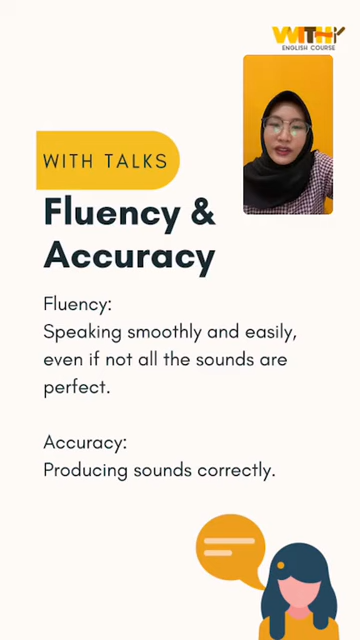 WITH
ENGLISH COURSE
WITH TALKS
Fluency &
Accuracy
Fluency:
Speaking smoothly and easily,
even if not all the sounds are
perfect.
Accuracy:
Producing sounds correctly.